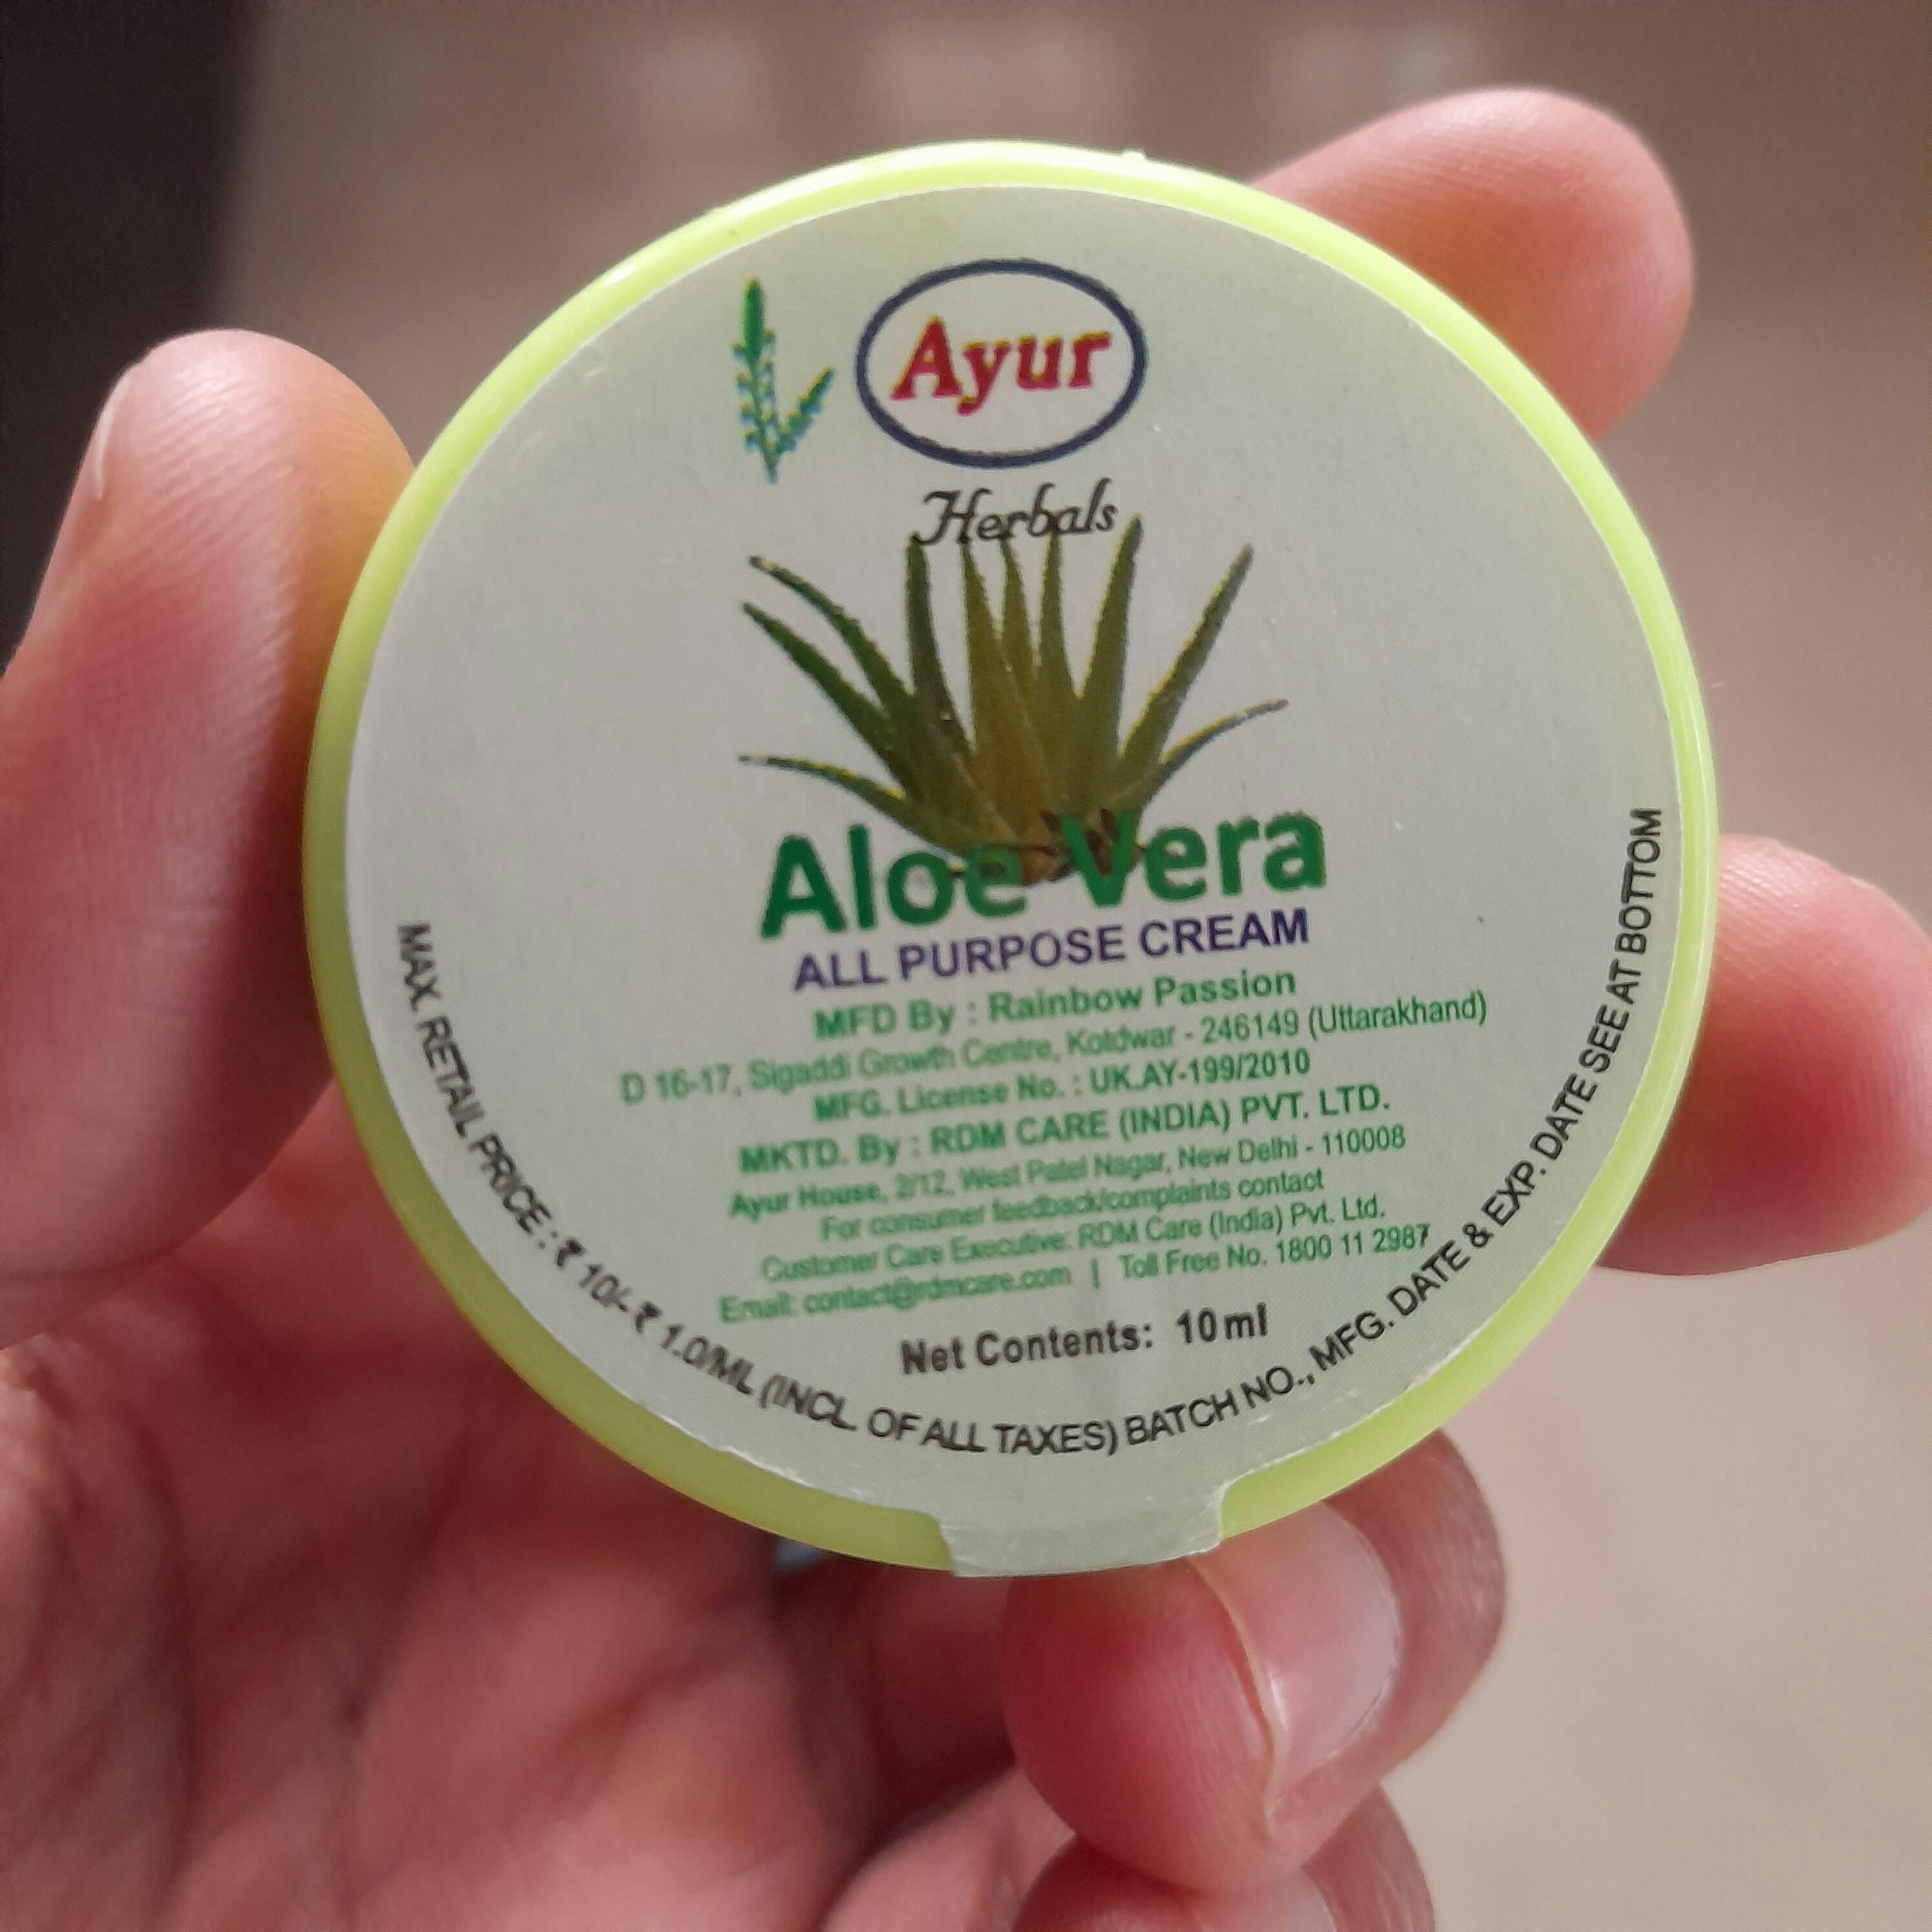 Ayur
Herbals
Aloe Vera
ALL PURPOSE CREAM
MFD By : Rainbow Passion
D 16-17, Sigaddi Growth Centre, Kotdwar - 246149 (Uttarakhand)
MFG. License No. : UK.AY-199/2010
MKTD. By : RDM CARE (INDIA) PVT. LTD.
Ayur House, 2/12, West Patel Nagar, New Delhi - 110008
For consumer feedback/complaints contact
Customer Care Executive: RDM Care (India) Pvt. Ltd.
Email: contact@rdmcare.com | Toll Free No. 1800 11 2987
Net Contents: 10ml
MAX. RETAIL PRICE : ₹ 10/- ₹ 1.0/ML (INCL. OF ALL TAXES) BATCH NO., MFG. DATE & EXP. DATE SEE AT BOTTOM